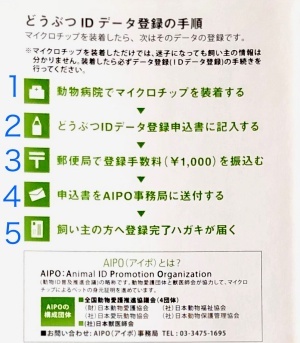 どうぶつIDデータ登録の手順
マイクロチップを装着したら、次はそのデータの登録です。
※マイクロチップを装着しただけでは、迷子になっても飼い主の情報は
分かりません。装着したら必ずデータ登録(IDデータ登録)の手続きを
行ってください。
1 動物病院でマイクロチップを装着する
2 どうぶつIDデータ登録申込書に記入する
3 〒 郵便局で登録手数料(¥1,000)を振込む
4 申込書をAIPO事務局に送付する
5 飼い主の方へ登録完了ハガキが届く
AIPO(アイポ)とは?
AIPO:Animal ID Promotion Organization
(動物ID普及推進会議)の略称です。動物愛護団体と獣医師会が協力して、マイクロ
チップによるペットの身元証明を進めています。
AIPOの
構成団体
■全国動物愛護推進協議会(4団体)
(財)日本動物愛護協会 (社)日本動物福祉協会
(社)日本愛玩動物協会 (社)日本動物保護管理協会
■(社)日本獣医師会
■お問い合わせ:AIPO(アイポ)事務局 TEL:03-3475-1695